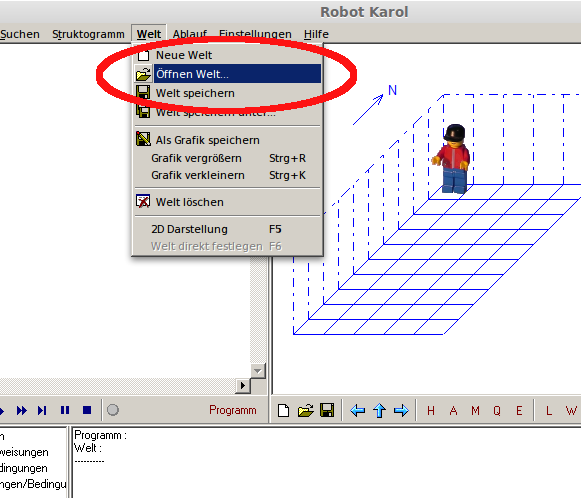 Robot Karol
Suchen Struktogramm Welt Ablauf Einstellungen Hilfe
Neue Welt
Öffnen Welt...
Welt speichern
Welt speichern unter...
Als Grafik speichern
Grafik vergrößern Strg+R
Grafik verkleinern Strg+K
Welt löschen
2D Darstellung F5
Welt direkt festlegen F6
N
Programm
H A M Q E L W
n
weisungen
dingungen
ngen/Bedingu
Programm :
Welt :
----------